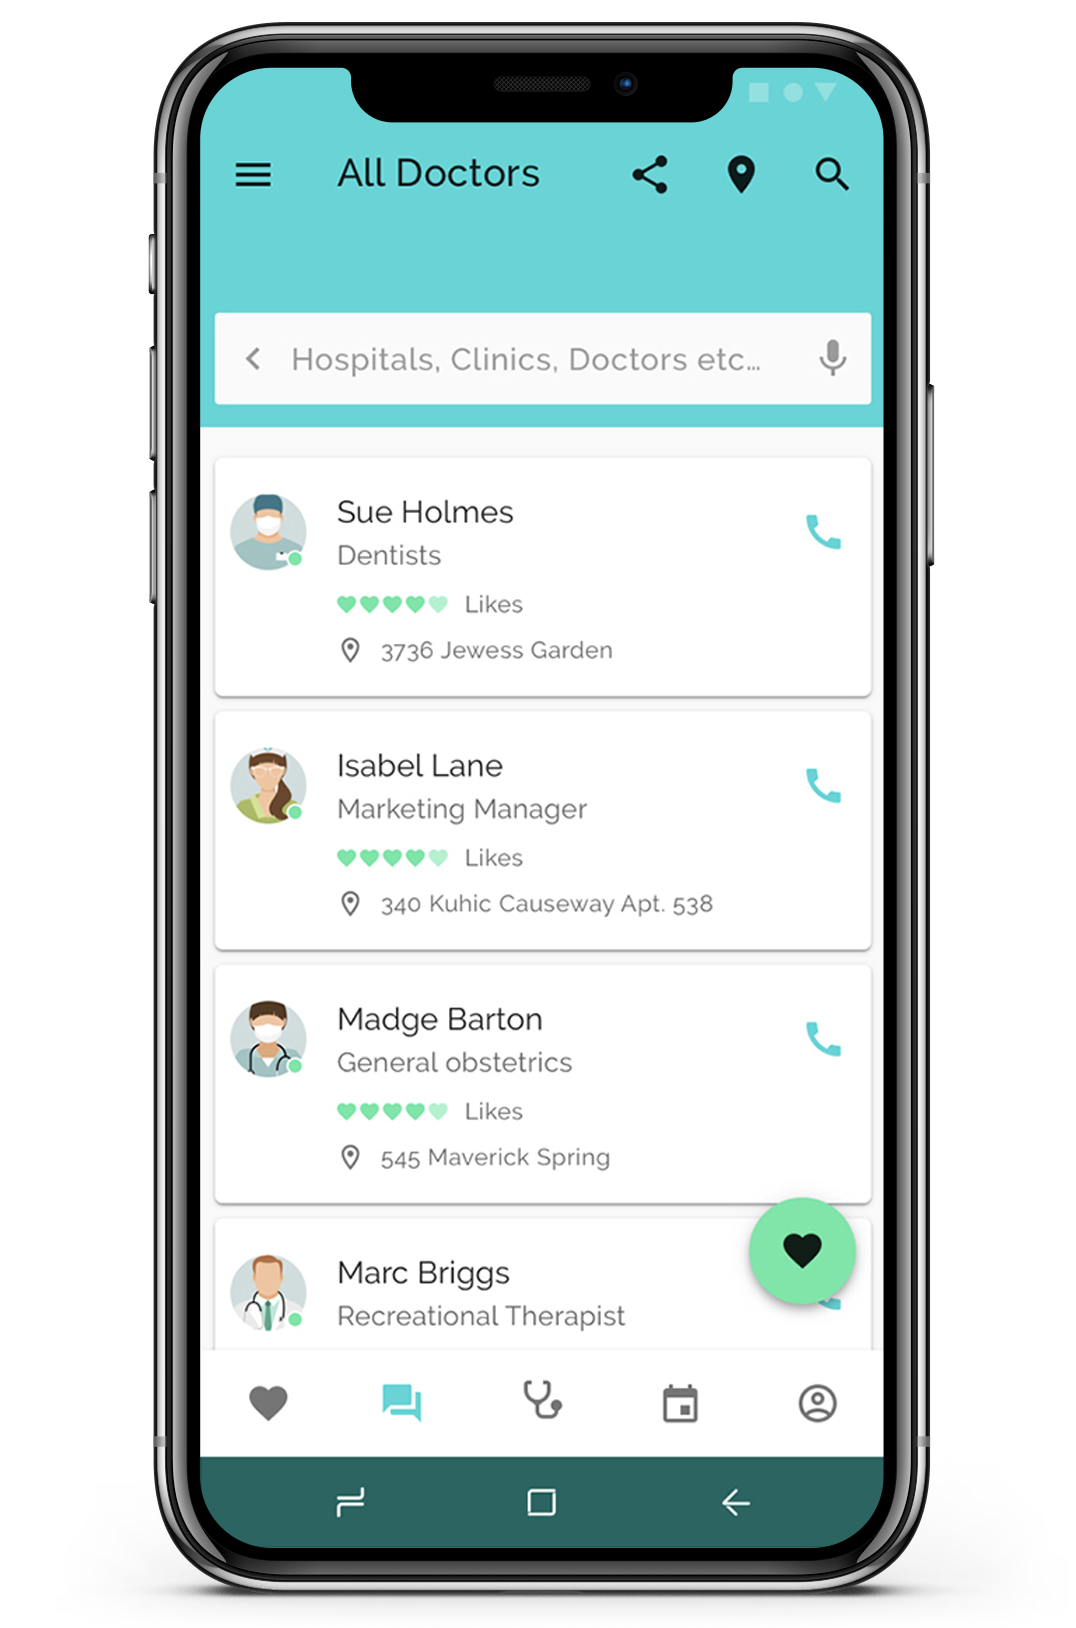 All Doctors
Hospitals, Clinics, Doctors etc...
Sue Holmes
Dentists
Likes
3736 Jewess Garden
Isabel Lane
Marketing Manager
Likes
340 Kuhic Causeway Apt. 538
Madge Barton
General obstetrics
Likes
545 Maverick Spring
Marc Briggs
Recreational Therapist